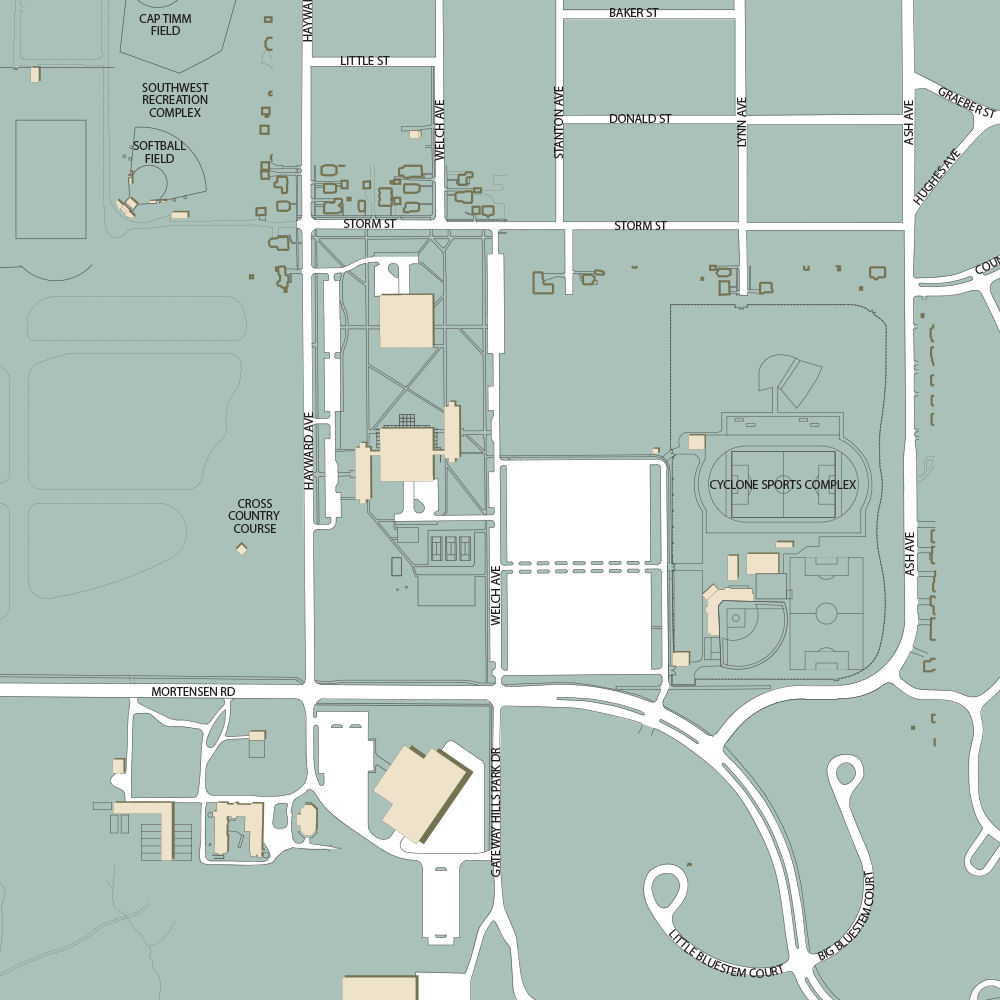 CAP TIMM
FIELD
HAYWAR
BAKER ST
LITTLE ST
SOUTHWEST
RECREATION
COMPLEX
WELCH AVE
STANTON AVE
LYNN AVE
ASH AVE
GRAEBER ST
DONALD ST
SOFTBALL
FIELD
HUGHES AVE
STORM ST
STORM ST
COUN
HAYWARD AVE
CYCLONE SPORTS COMPLEX
CROSS
COUNTRY
COURSE
WELCH AVE
ASH AVE
MORTENSEN RD
GATEWAY HILLS PARK DR
LITTLE BLUESTEM COURT
BIG BLUESTEM COURT